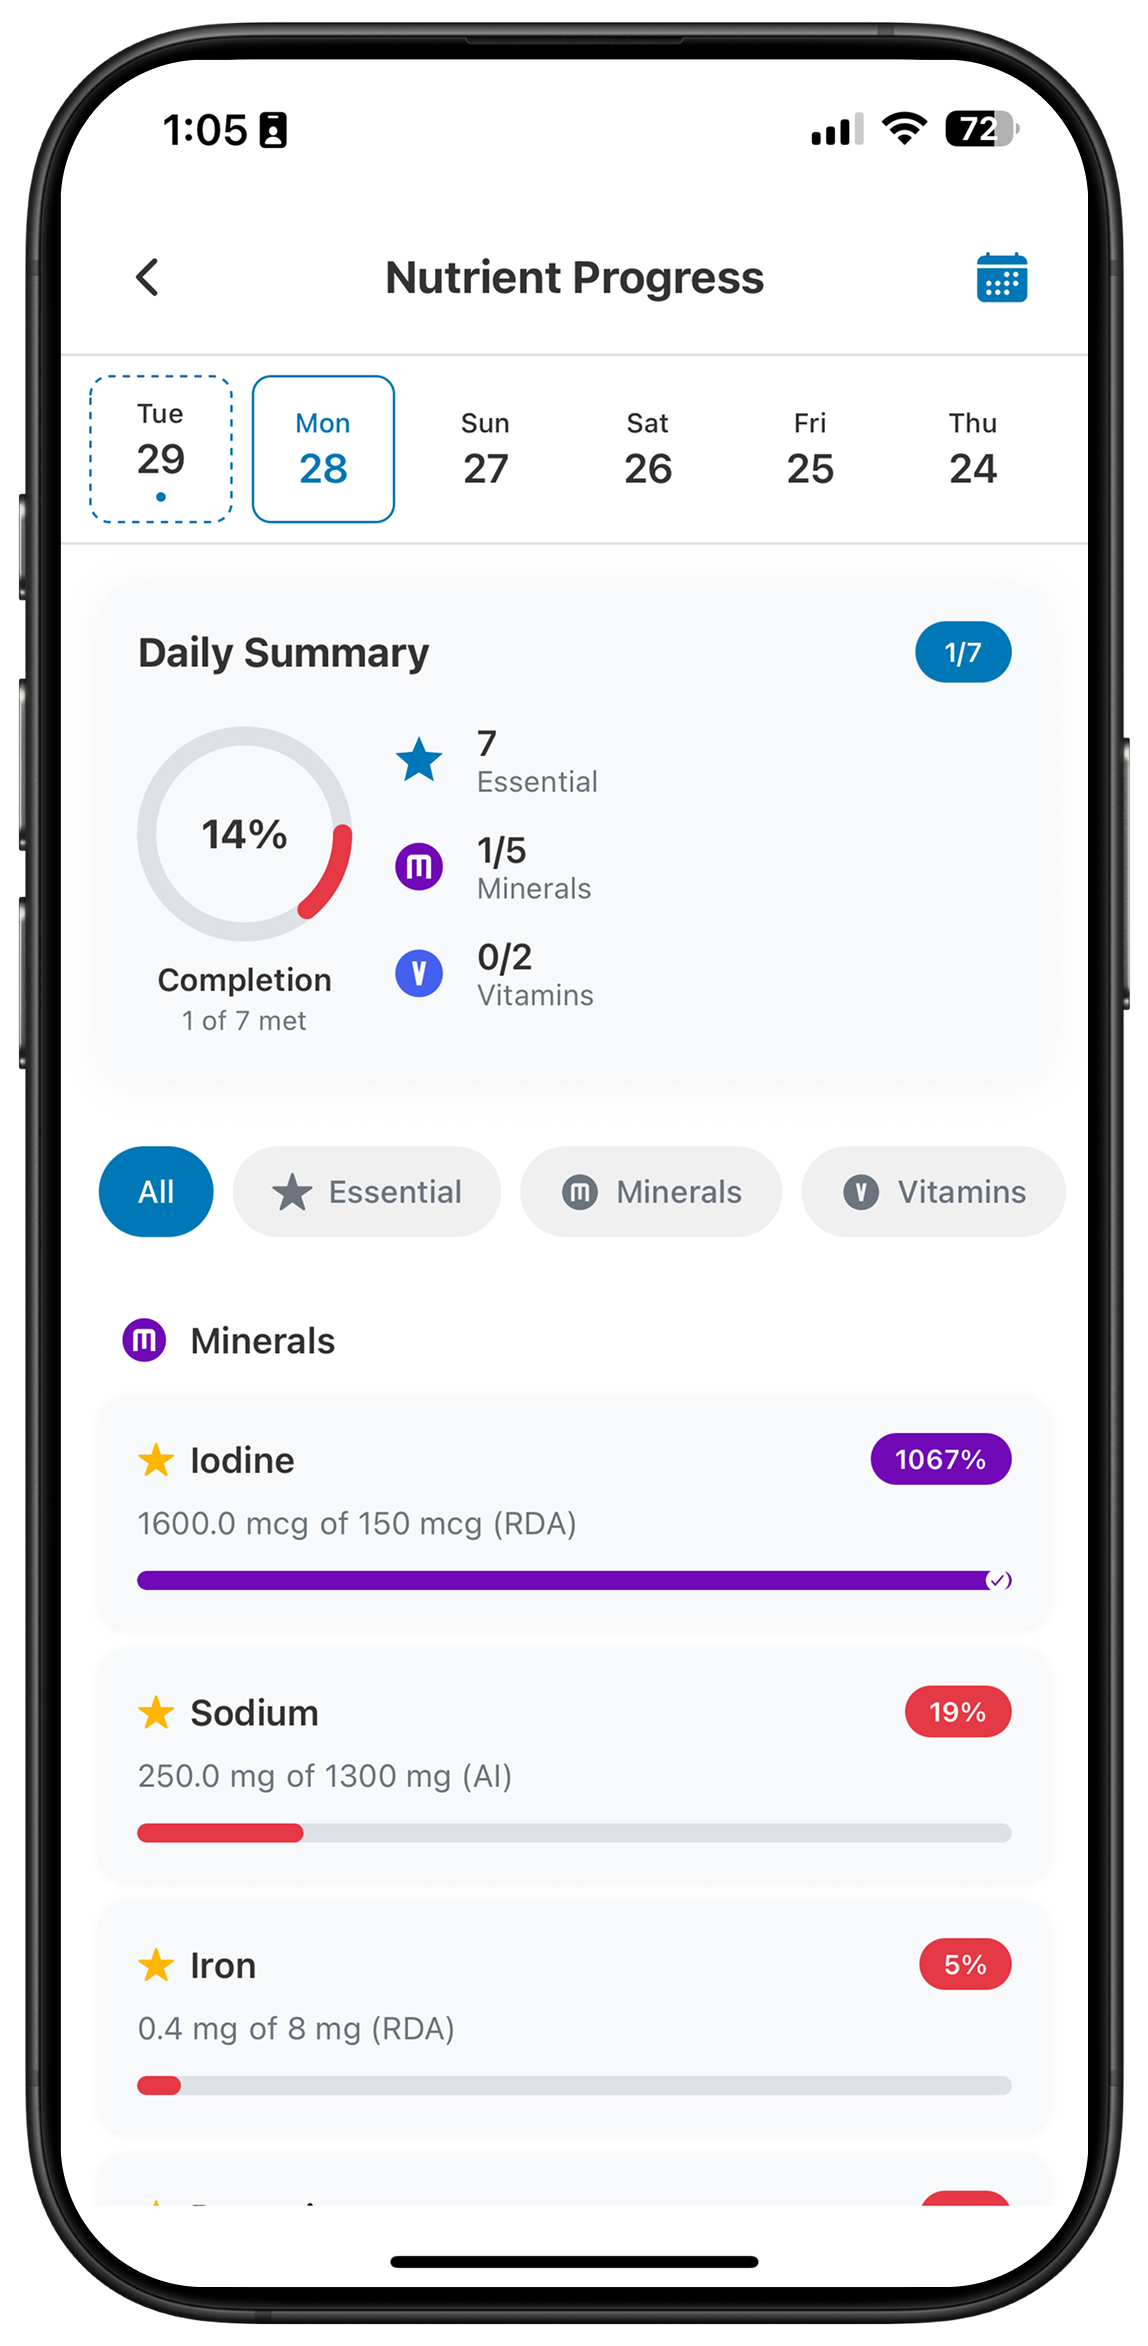 1:05
72
Nutrient Progress
Tue Mon Sun Sat Fri Thu
29 28 27 26 25 24
Daily Summary
1/7
14%
Completion
1 of 7 met
7
Essential
1/5
Minerals
0/2
Vitamins
All Essential Minerals Vitamins
Minerals
Iodine
1067%
1600.0 mcg of 150 mcg (RDA)
Sodium
19%
250.0 mg of 1300 mg (AI)
Iron
5%
0.4 mg of 8 mg (RDA)